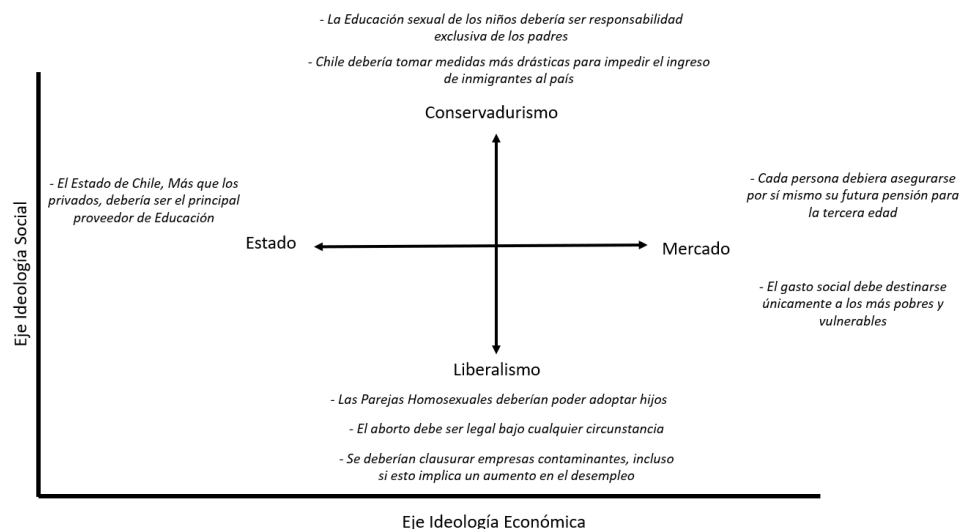 - La Educación sexual de los niños debería ser responsabilidad
exclusiva de los padres
- Chile debería tomar medidas más drásticas para impedir el ingreso
de inmigrantes al país
Conservadurismo
- El Estado de Chile, Más que los
privados, debería ser el principal
proveedor de Educación
- Cada persona debiera asegurarse
por sí mismo su futura pensión para
la tercera edad
Estado
Mercado
- El gasto social debe destinarse
únicamente a los más pobres y
vulnerables
Eje Ideología Social
Liberalismo
- Las Parejas Homosexuales deberían poder adoptar hijos
- El aborto debe ser legal bajo cualquier circunstancia
- Se deberían clausurar empresas contaminantes, incluso
si esto implica un aumento en el desempleo
Eje Ideología Económica